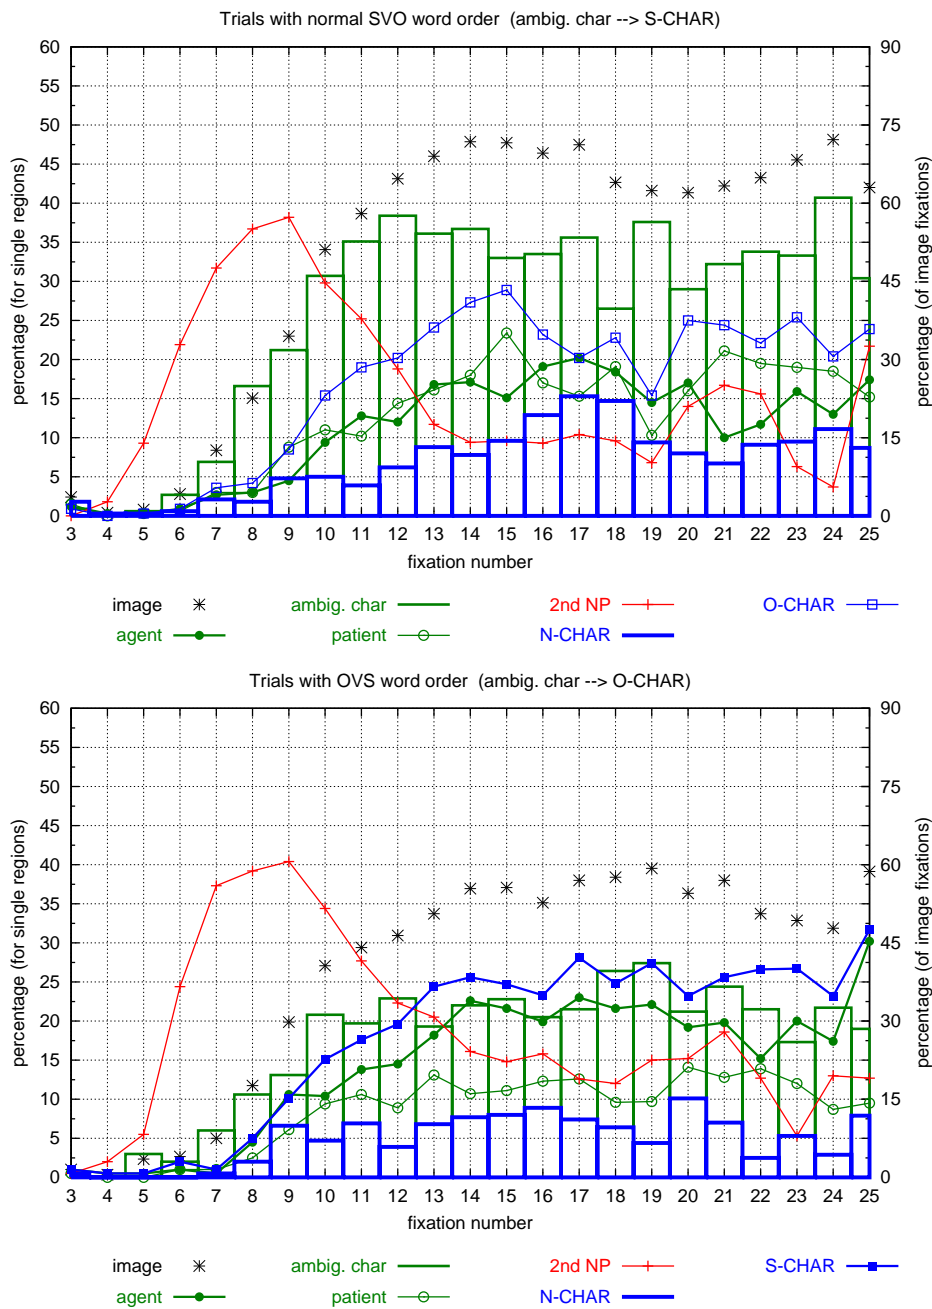 Trials with normal SVO word order (ambig. char --> S-CHAR)
60 90
55
50 75
45
40 60
35
30 45
25
20 30
15
10 15
5
0 0
percentage (for single regions)
percentage (of image fixations)
3 4 5 6 7 8 9 10 11 12 13 14 15 16 17 18 19 20 21 22 23 24 25
fixation number
image ambig. char 2nd NP O-CHAR
agent patient N-CHAR
Trials with OVS word order (ambig. char --> O-CHAR)
60 90
55
50 75
45
40 60
35
30 45
25
20 30
15
10 15
5
0 0
percentage (for single regions)
percentage (of image fixations)
3 4 5 6 7 8 9 10 11 12 13 14 15 16 17 18 19 20 21 22 23 24 25
fixation number
image ambig. char 2nd NP S-CHAR
agent patient N-CHAR